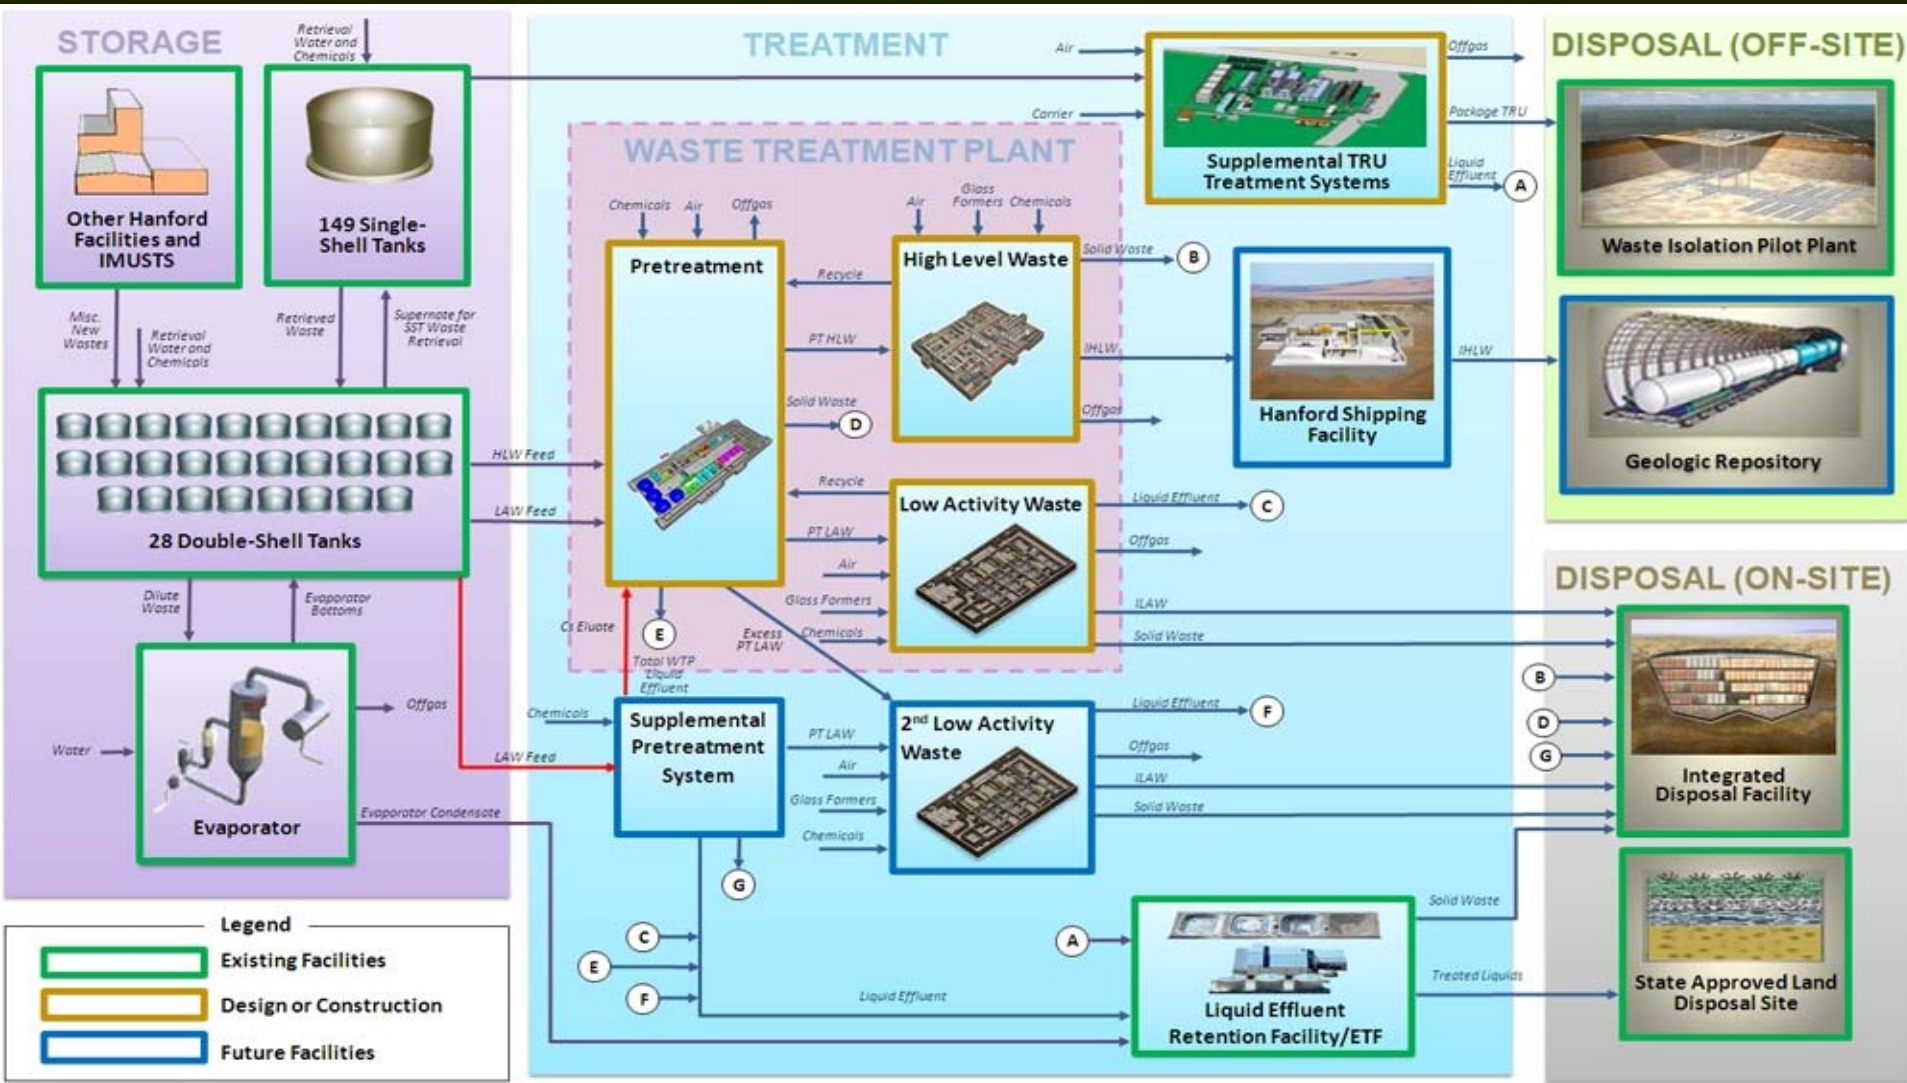 STORAGE
Retrieval
Water and
Chemicals
Other Hanford
Facilities and
IMUSTS
149 Single-
Shell Tanks
Misc.
New
Wastes
Retrieval
Water and
Chemicals
Retrieved
Waste
Supernate for
SST Waste
Retrieval
28 Double-Shell Tanks
Dilute
Waste
Evaporator
Bottoms
Water
Evaporator
Offgas
Evaporator Condensate
HLW Feed
LAW Feed
LAW Feed
Legend
Existing Facilities
Design or Construction
Future Facilities
TREATMENT
Air
Carrier
Supplemental TRU
Treatment Systems
Offgas
Package TRU
Liquid
Effluent
A
WASTE TREATMENT PLANT
Chemicals
Air
Offgas
Pretreatment
Air
Glass
Formers
Chemicals
High Level Waste
Recycle
PT HLW
Solid Waste
D
Solid Waste
B
IHLW
Offgas
Hanford Shipping
Facility
IHLW
Recycle
PT LAW
Air
Glass Formers
Chemicals
Low Activity Waste
Liquid Effluent
C
Offgas
ILAW
Solid Waste
Cs Eluate
E
Total WTP
Liquid
Effluent
Excess
PT LAW
Chemicals
Supplemental
Pretreatment
System
PT LAW
Air
Glass Formers
Chemicals
2nd Low Activity
Waste
Liquid Effluent
F
Offgas
ILAW
Solid Waste
G
C
E
F
Liquid Effluent
A
Liquid Effluent
Retention Facility/ETF
Solid Waste
Treated Liquids
DISPOSAL (OFF-SITE)
Waste Isolation Pilot Plant
Geologic Repository
DISPOSAL (ON-SITE)
B
D
G
Integrated
Disposal Facility
State Approved Land
Disposal Site